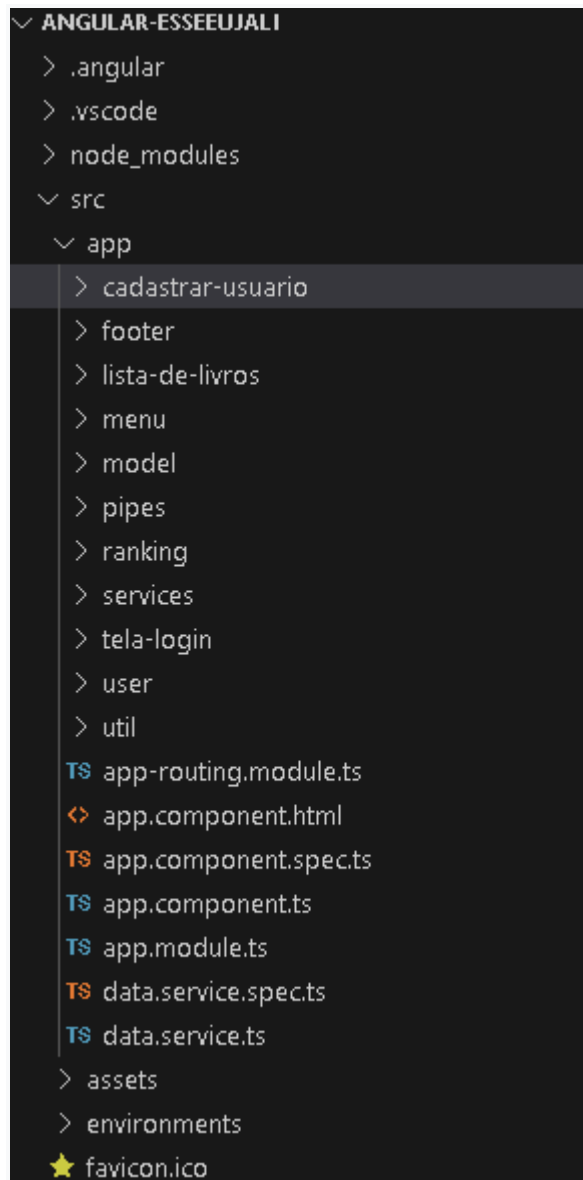 ANGULAR-ESSEEUJALI
.angular
.vscode
node_modules
src
app
cadastrar-usuario
footer
lista-de-livros
menu
model
pipes
ranking
services
tela-login
user
util
TS app-routing.module.ts
<> app.component.html
TS app.component.spec.ts
TS app.component.ts
TS app.module.ts
TS data.service.spec.ts
TS data.service.ts
assets
environments
favicon.ico